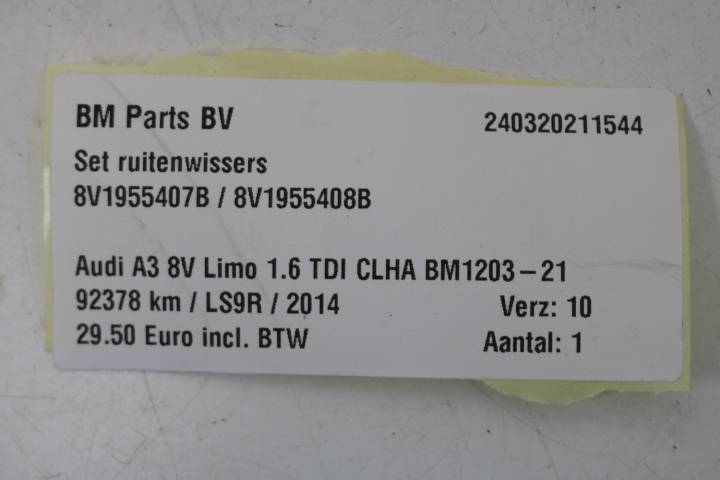 BM Parts BV 240320211544
Set ruitenwissers
8V1955407B / 8V1955408B
Audi A3 8V Limo 1.6 TDI CLHA BM1203-21
92378 km / LS9R / 2014 Verz: 10
29.50 Euro incl. BTW Aantal: 1